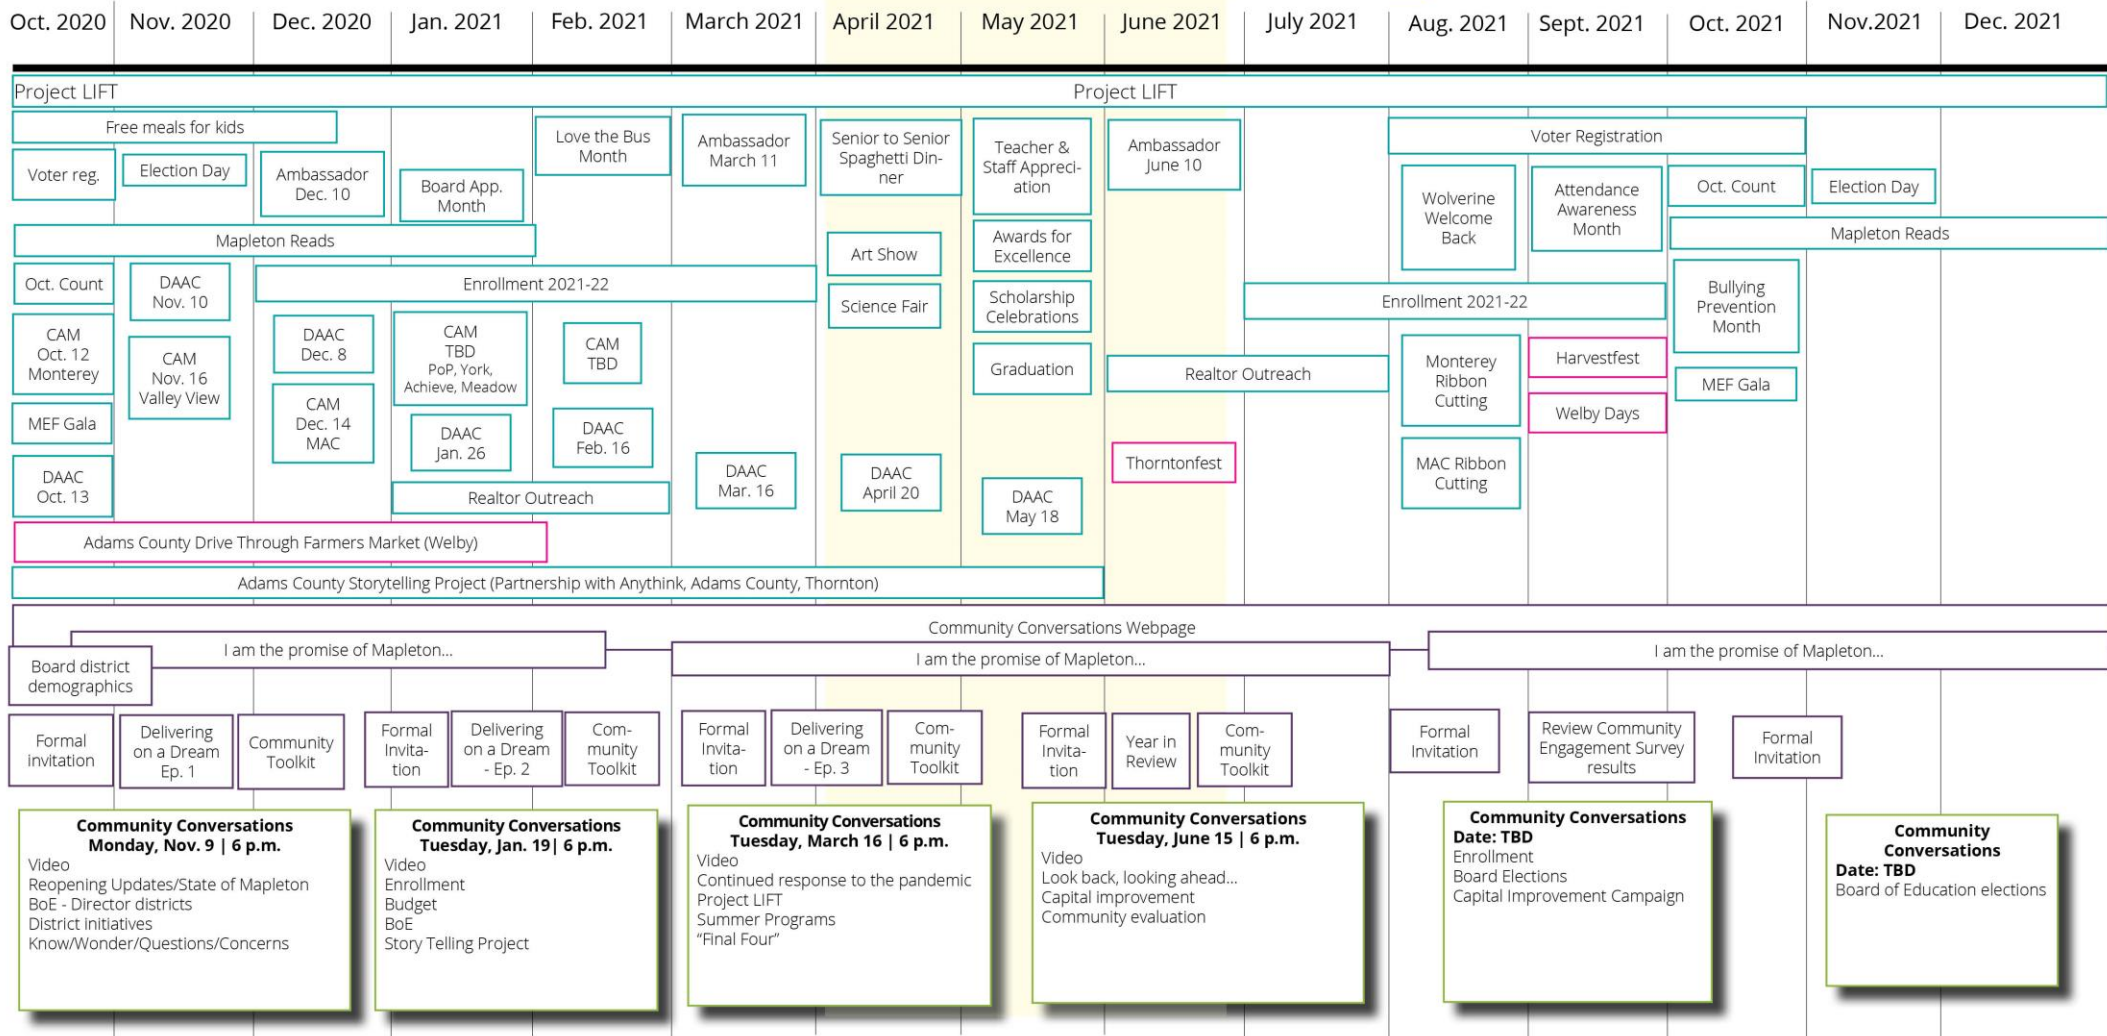 Oct. 2020
Nov. 2020
Dec. 2020
Jan. 2021
Feb. 2021
March 2021
April 2021
May 2021
June 2021
July 2021
Aug. 2021
Sept. 2021
Oct. 2021
Nov.2021
Dec. 2021
Project LIFT
Project LIFT
Free meals for kids
Voter reg.
Election Day
Ambassador
Dec. 10
Board App.
Month
Love the Bus
Month
Ambassador
March 11
Senior to Senior
Spaghetti Din-
ner
Teacher &
Staff Appreci-
ation
Ambassador
June 10
Voter Registration
Wolverine
Welcome
Back
Attendance
Awareness
Month
Oct. Count
Election Day
Mapleton Reads
Art Show
Awards for
Excellence
Mapleton Reads
Oct. Count
DAAC
Nov. 10
Enrollment 2021-22
Science Fair
Scholarship
Celebrations
Enrollment 2021-22
Bullying
Prevention
Month
CAM
Oct. 12
Monterey
CAM
Nov. 16
Valley View
DAAC
Dec. 8
CAM
TBD
PoP, York,
Achieve, Meadow
CAM
TBD
Graduation
Realtor Outreach
Monterey
Ribbon
Cutting
Harvestfest
MEF Gala
MEF Gala
CAM
Dec. 14
MAC
DAAC
Jan. 26
DAAC
Feb. 16
Welby Days
DAAC
Oct. 13
Realtor Outreach
DAAC
Mar. 16
DAAC
April 20
DAAC
May 18
Thorntonfest
MAC Ribbon
Cutting
Adams County Drive Through Farmers Market (Welby)
Adams County Storytelling Project (Partnership with Anythink, Adams County, Thornton)
Community Conversations Webpage
I am the promise of Mapleton...
I am the promise of Mapleton...
I am the promise of Mapleton...
Board district
demographics
Formal
invitation
Delivering
on a Dream
Ep. 1
Community
Toolkit
Formal
Invita-
tion
Delivering
on a Dream
- Ep. 2
Com-
munity
Toolkit
Formal
Invita-
tion
Delivering
on a Dream
- Ep. 3
Com-
munity
Toolkit
Formal
Invita-
tion
Year in
Review
Com-
munity
Toolkit
Formal
Invitation
Review Community
Engagement Survey
results
Formal
Invitation
Community Conversations
Monday, Nov. 9 | 6 p.m.
Video
Reopening Updates/State of Mapleton
BoE - Director districts
District initiatives
Know/Wonder/Questions/Concerns
Community Conversations
Tuesday, Jan. 19| 6 p.m.
Video
Enrollment
Budget
BoE
Story Telling Project
Community Conversations
Tuesday, March 16 | 6 p.m.
Video
Continued response to the pandemic
Project LIFT
Summer Programs
“Final Four”
Community Conversations
Tuesday, June 15 | 6 p.m.
Video
Look back, looking ahead...
Capital improvement
Community evaluation
Community Conversations
Date: TBD
Enrollment
Board Elections
Capital Improvement Campaign
Community
Conversations
Date: TBD
Board of Education elections